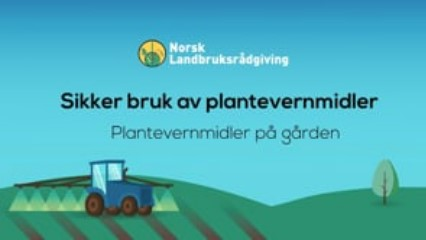 Norsk
Landbruksrådgiving
Sikker bruk av plantevernmidler
Plantevernmidler på gården